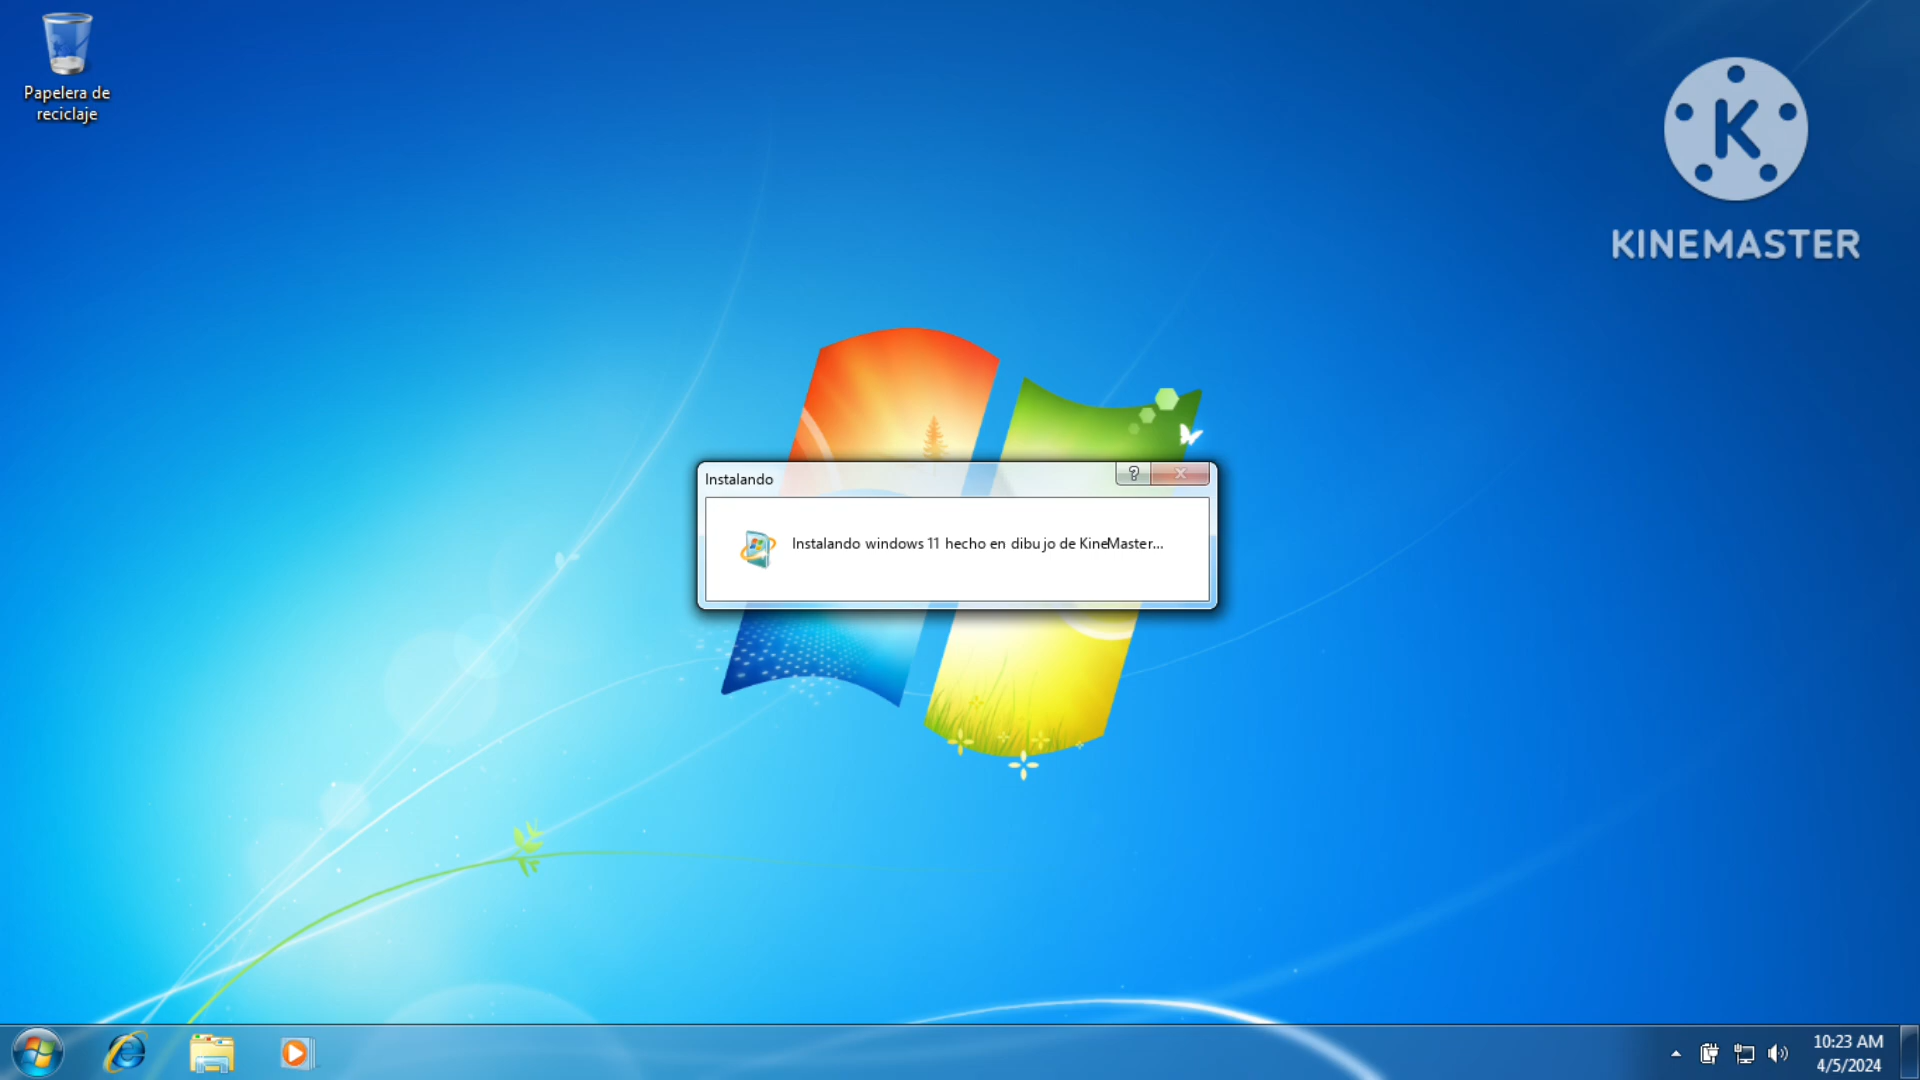 Papelera de
reciclaje
K
KINEMASTER
Instalando
?
Instalando windows 11 hecho en dibujo de KineMaster...
10:23 AM
4/5/2024